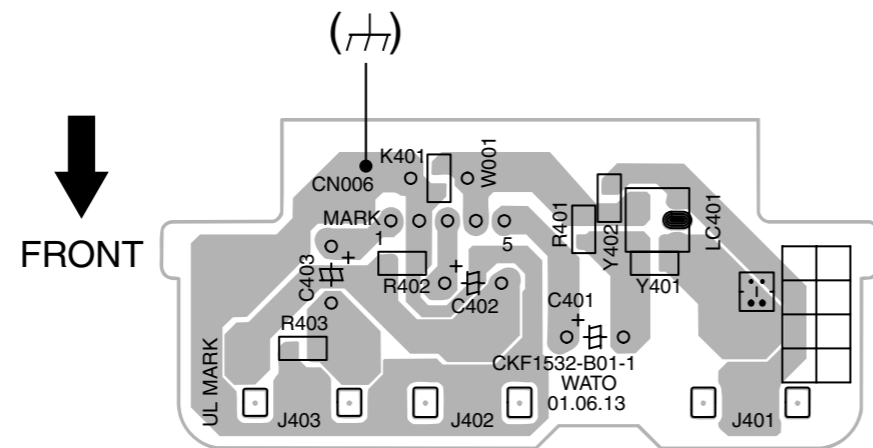 ( )
K401
W001
CN006
MARK
1
5
R401
Y402
LC401
FRONT
C403
+
R402
+
C402
Y401
C401
+
R403
UL MARK
CKF1532-B01-1
WATO
01.06.13
J403
J402
J401